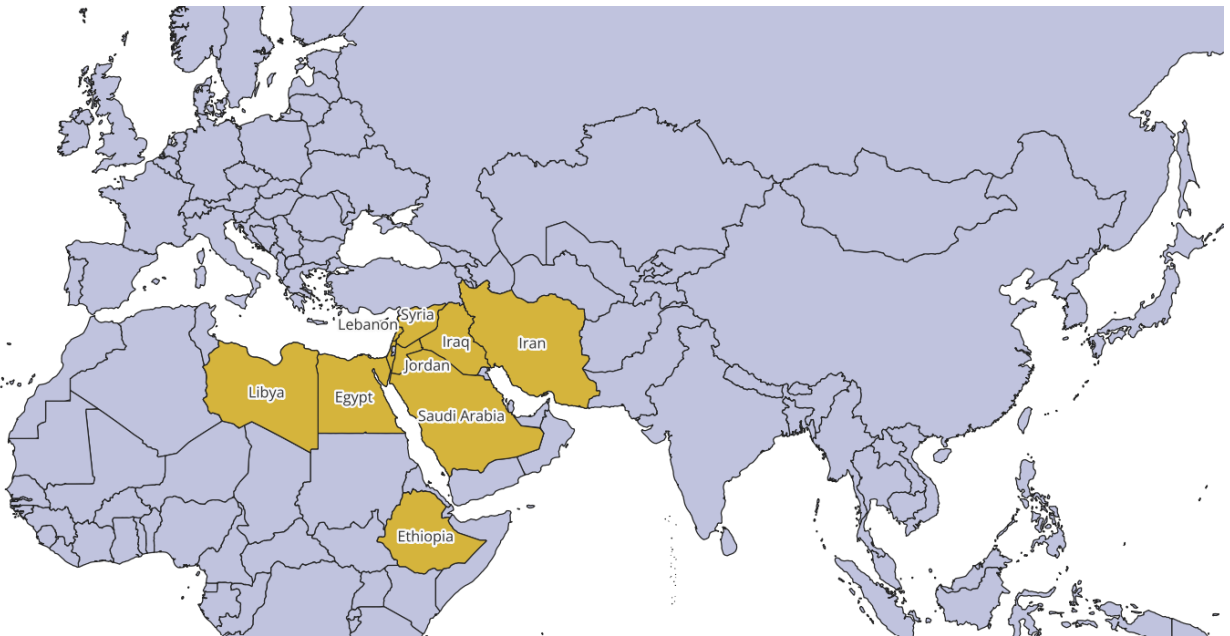 Syria
Lebanon
Iraq
Iran
Jordan
Libya
Egypt
Saudi Arabia
Ethiopia